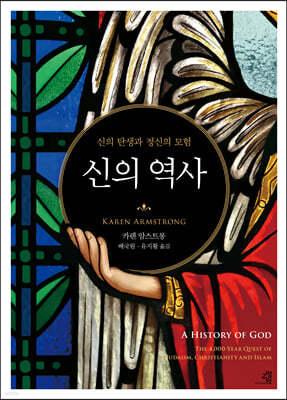 신의 탄생과 정신의 모험
신의 역사
KAREN ARMSTRONG
카렌 암스트롱
배국원 · 유지황 옮김
A HISTORY OF GOD
THE 4,000-YEAR QUEST OF
JUDAISM, CHRISTIANITY AND ISLAM